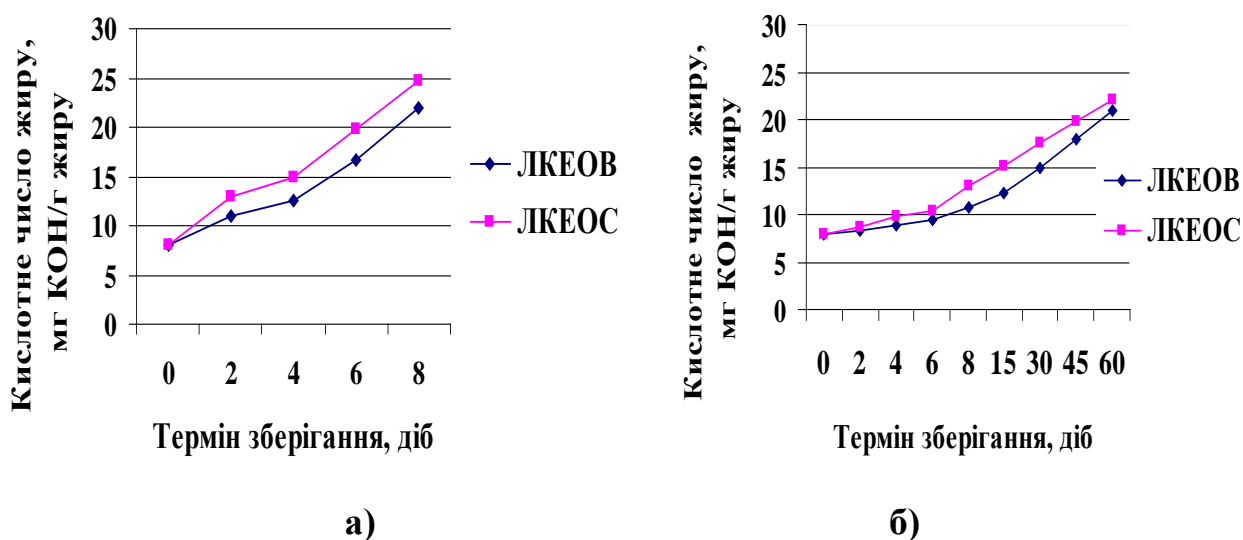 Кислотне число жиру,
мг КОН/г жиру
30
25
20
15
10
5
0
0 2 4 6 8
Термін зберігання, діб
ЛКЕОВ
ЛКЕОС
а)
Кислотне число жиру,
мг КОН/г жиру
30
25
20
15
10
5
0
0 2 4 6 8 15 30 45 60
Термін зберігання, діб
ЛКЕОВ
ЛКЕОС
б)